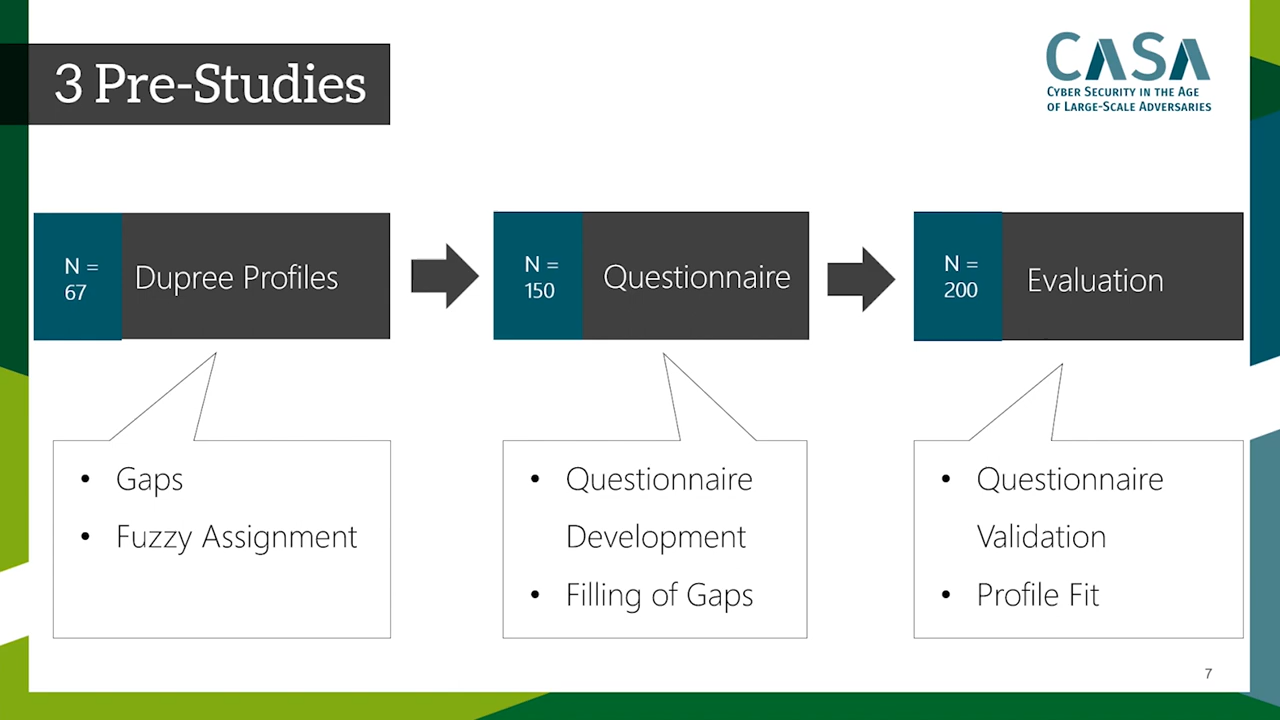 3 Pre-Studies
CASA
CYBER SECURITY IN THE AGE
OF LARGE-SCALE ADVERSARIES
N =
67
Dupree Profiles
N =
150
Questionnaire
N =
200
Evaluation
• Gaps
• Fuzzy Assignment
• Questionnaire
Development
• Filling of Gaps
• Questionnaire
Validation
• Profile Fit
7